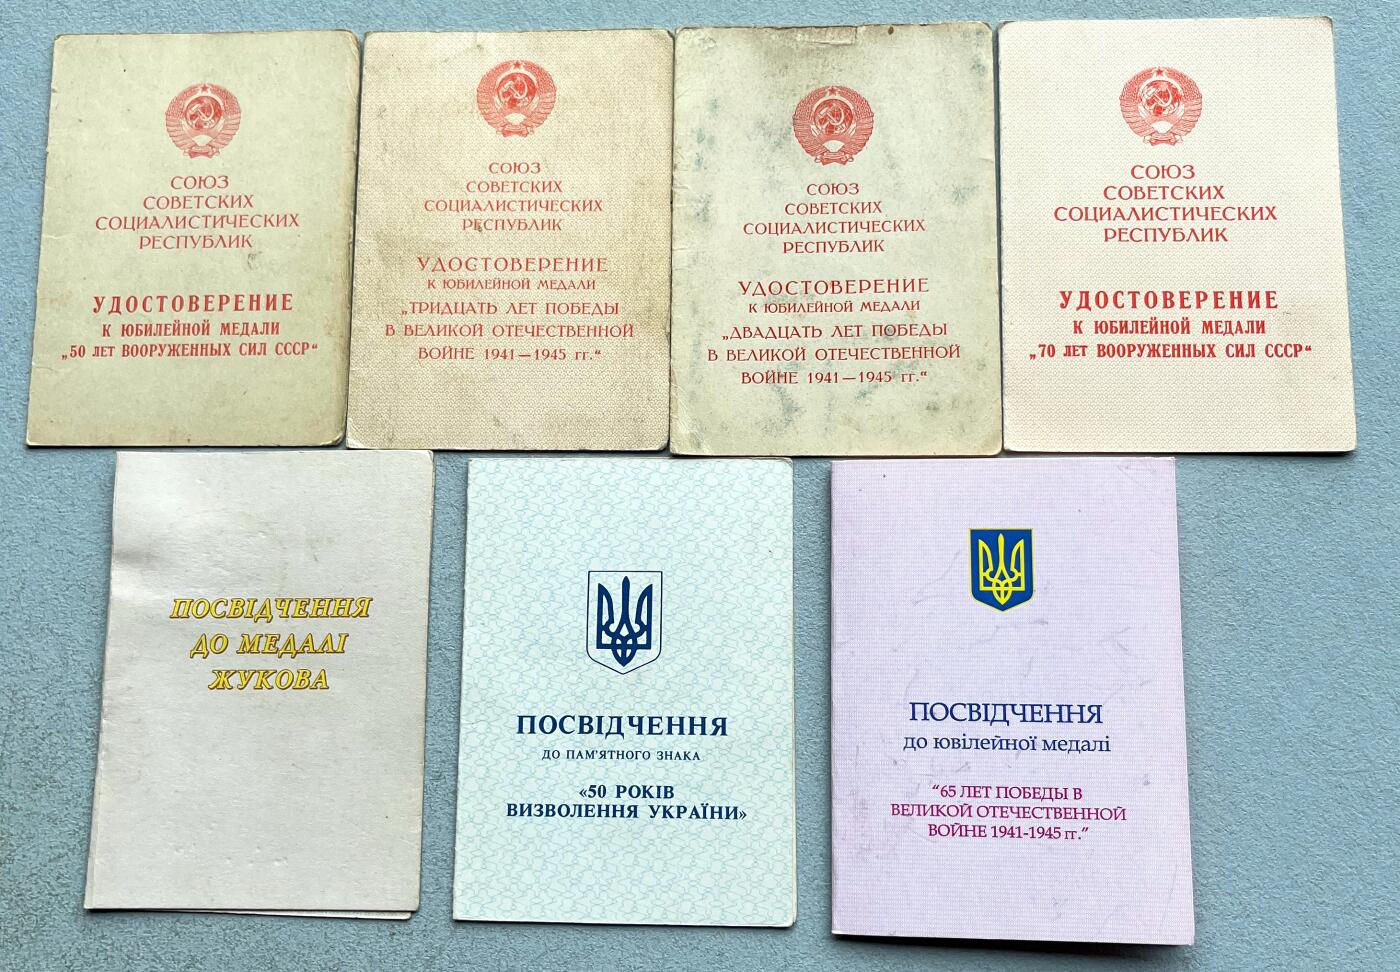 СОЮЗ
СОВЕТСКИХ
СОЦИАЛИСТИЧЕСКИХ
РЕСПУБЛИК
УДОСТОВЕРЕНИЕ
К ЮБИЛЕЙНОЙ МЕДАЛИ
„50 ЛЕТ ВООРУЖЕННЫХ СИЛ СССР“
СОЮЗ
СОВЕТСКИХ
СОЦИАЛИСТИЧЕСКИХ
РЕСПУБЛИК
УДОСТОВЕРЕНИЕ
К ЮБИЛЕЙНОЙ МЕДАЛИ
„ТРИДЦАТЬ ЛЕТ ПОБЕДЫ
В ВЕЛИКОЙ ОТЕЧЕСТВЕННОЙ
ВОЙНЕ 1941—1945 гг.“
СОЮЗ
СОВЕТСКИХ
СОЦИАЛИСТИЧЕСКИХ
РЕСПУБЛИК
УДОСТОВЕРЕНИЕ
К ЮБИЛЕЙНОЙ МЕДАЛИ
„ДВАДЦАТЬ ЛЕТ ПОБЕДЫ
В ВЕЛИКОЙ ОТЕЧЕСТВЕННОЙ
ВОЙНЕ 1941—1945 гг.“
СОЮЗ
СОВЕТСКИХ
СОЦИАЛИСТИЧЕСКИХ
РЕСПУБЛИК
УДОСТОВЕРЕНИЕ
К ЮБИЛЕЙНОЙ МЕДАЛИ
„70 ЛЕТ ВООРУЖЕННЫХ СИЛ СССР“
ПОСВІДЧЕННЯ
ДО МЕДАЛІ
ЖУКОВА
ПОСВІДЧЕННЯ
ДО ПАМ'ЯТНОГО ЗНАКА
«50 РОКІВ
ВИЗВОЛЕННЯ УКРАЇНИ»
ПОСВІДЧЕННЯ
до ювілейної медалі
“65 ЛЕТ ПОБЕДЫ В
ВЕЛИКОЙ ОТЕЧЕСТВЕННОЙ
ВОЙНЕ 1941-1945 гг.”